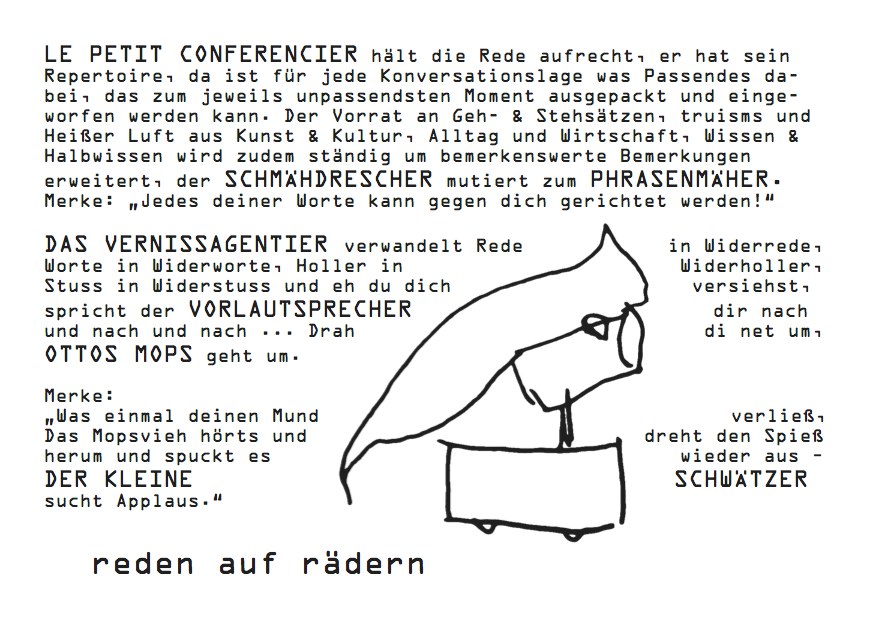 LE PETIT CONFERENCIER hält die Rede aufrecht, er hat sein
Repertoire, da ist für jede Konversationslage was Passendes da-
bei, das zum jeweils unpassendsten Moment ausgepackt und einge-
worfen werden kann. Der Vorrat an Geh- & Stehsätzen, truisms und
Heißer Luft aus Kunst & Kultur, Alltag und Wirtschaft, Wissen &
Halbwissen wird zudem ständig um bemerkenswerte Bemerkungen
erweitert, der SCHMÄHDRESCHER mutiert zum PHRASENMÄHER.
Merke: „Jedes deiner Worte kann gegen dich gerichtet werden!“
DAS VERNISSAGENTIER verwandelt Rede in Widerrede,
Worte in Widerworte, Holler in Widerholler,
Stuss in Widerstuss und eh du dich versiehst,
spricht der VORLAUTSPRECHER dir nach
und nach und nach ... Drah di net um,
OTTOS MOPS geht um.
Merke:
„Was einmal deinen Mund verließ,
Das Mopsvieh hörts und dreht den Spieß
herum und spuckt es wieder aus -
DER KLEINE SCHWÄTZER
sucht Applaus.“
reden auf rädern